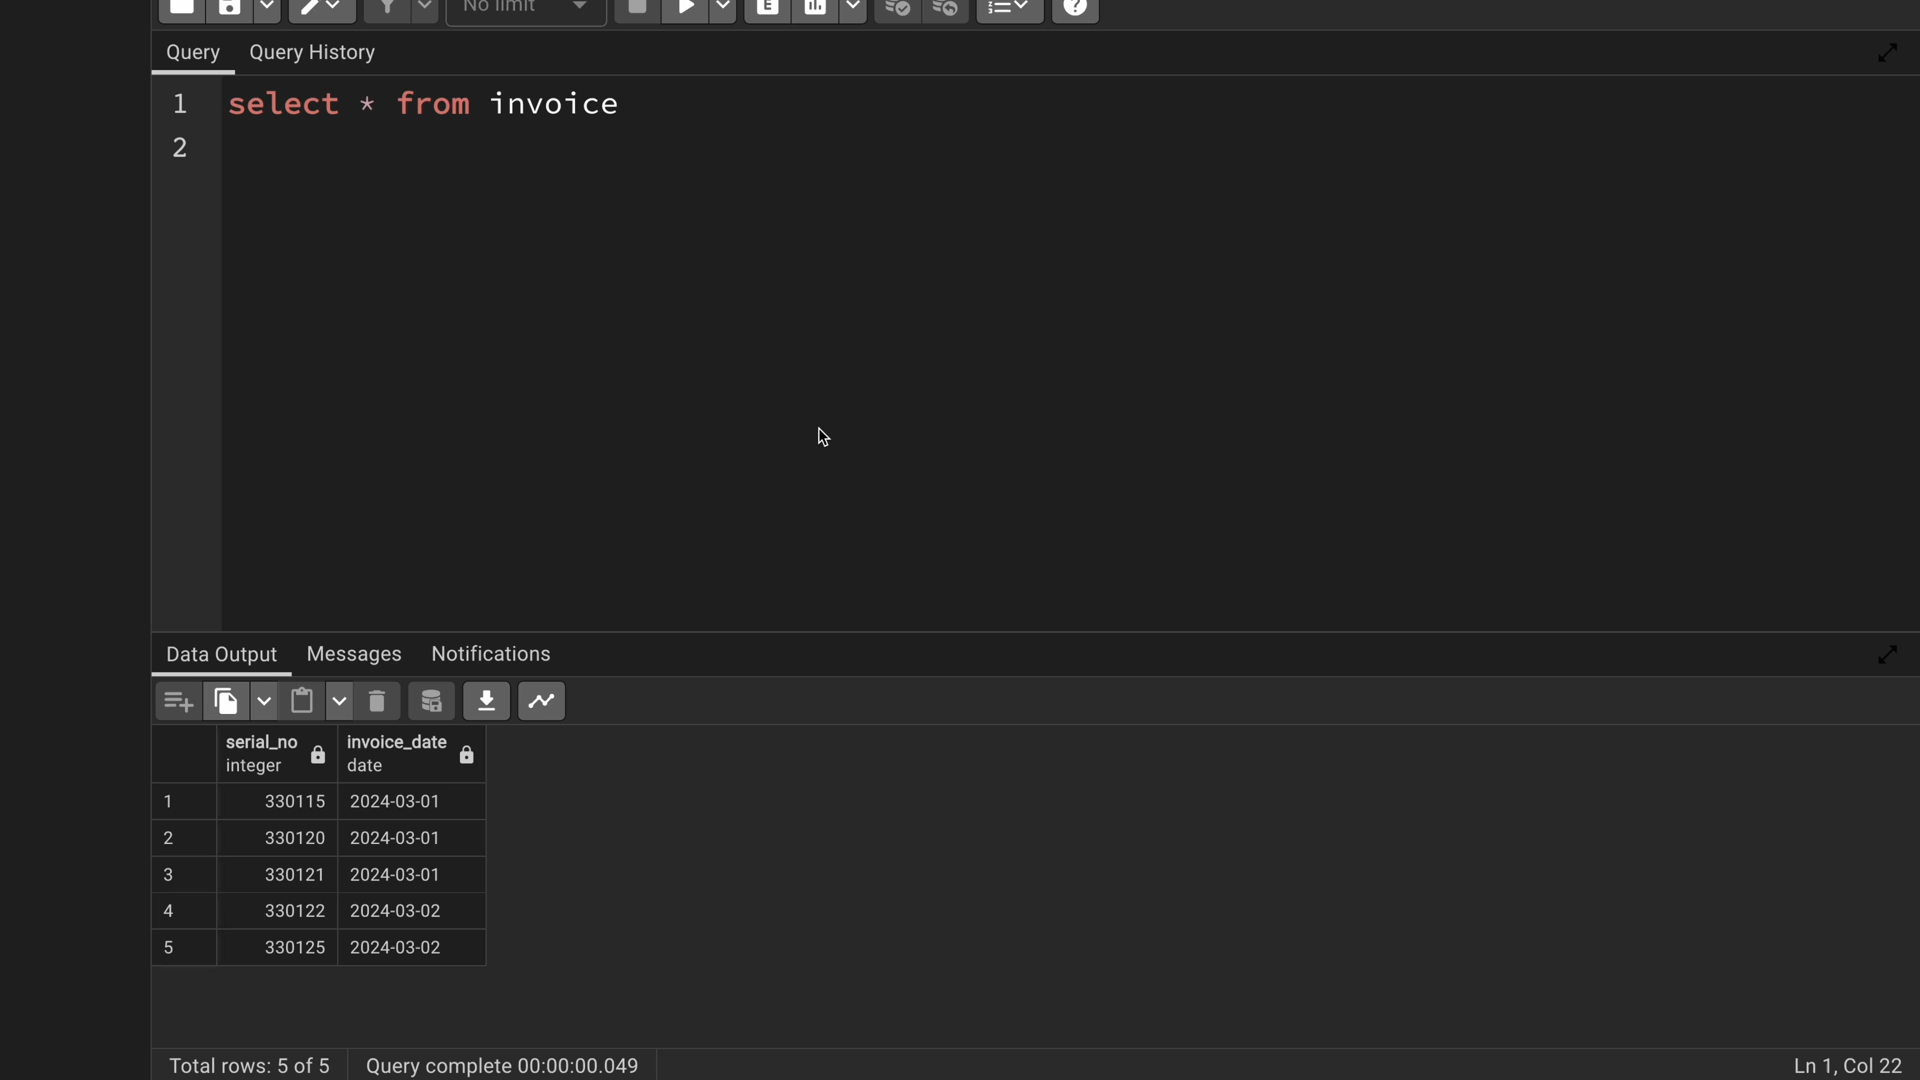 No limit
E
?
Query Query History
1 select * from invoice
2
Data Output Messages Notifications
serial_no invoice_date
integer date
1 330115 2024-03-01
2 330120 2024-03-01
3 330121 2024-03-01
4 330122 2024-03-02
5 330125 2024-03-02
Total rows: 5 of 5 Query complete 00:00:00.049 Ln 1, Col 22